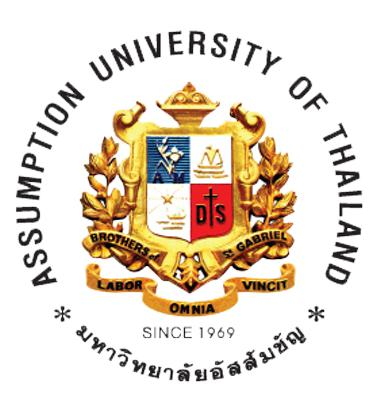 ASSUMPTION UNIVERSITY OF THAILAND
AM
D S
BROTHERS of St GABRIEL
LABOR OMNIA VINCIT
SINCE 1969
* มหาวิทยาลัยอัสสัมชัญ *